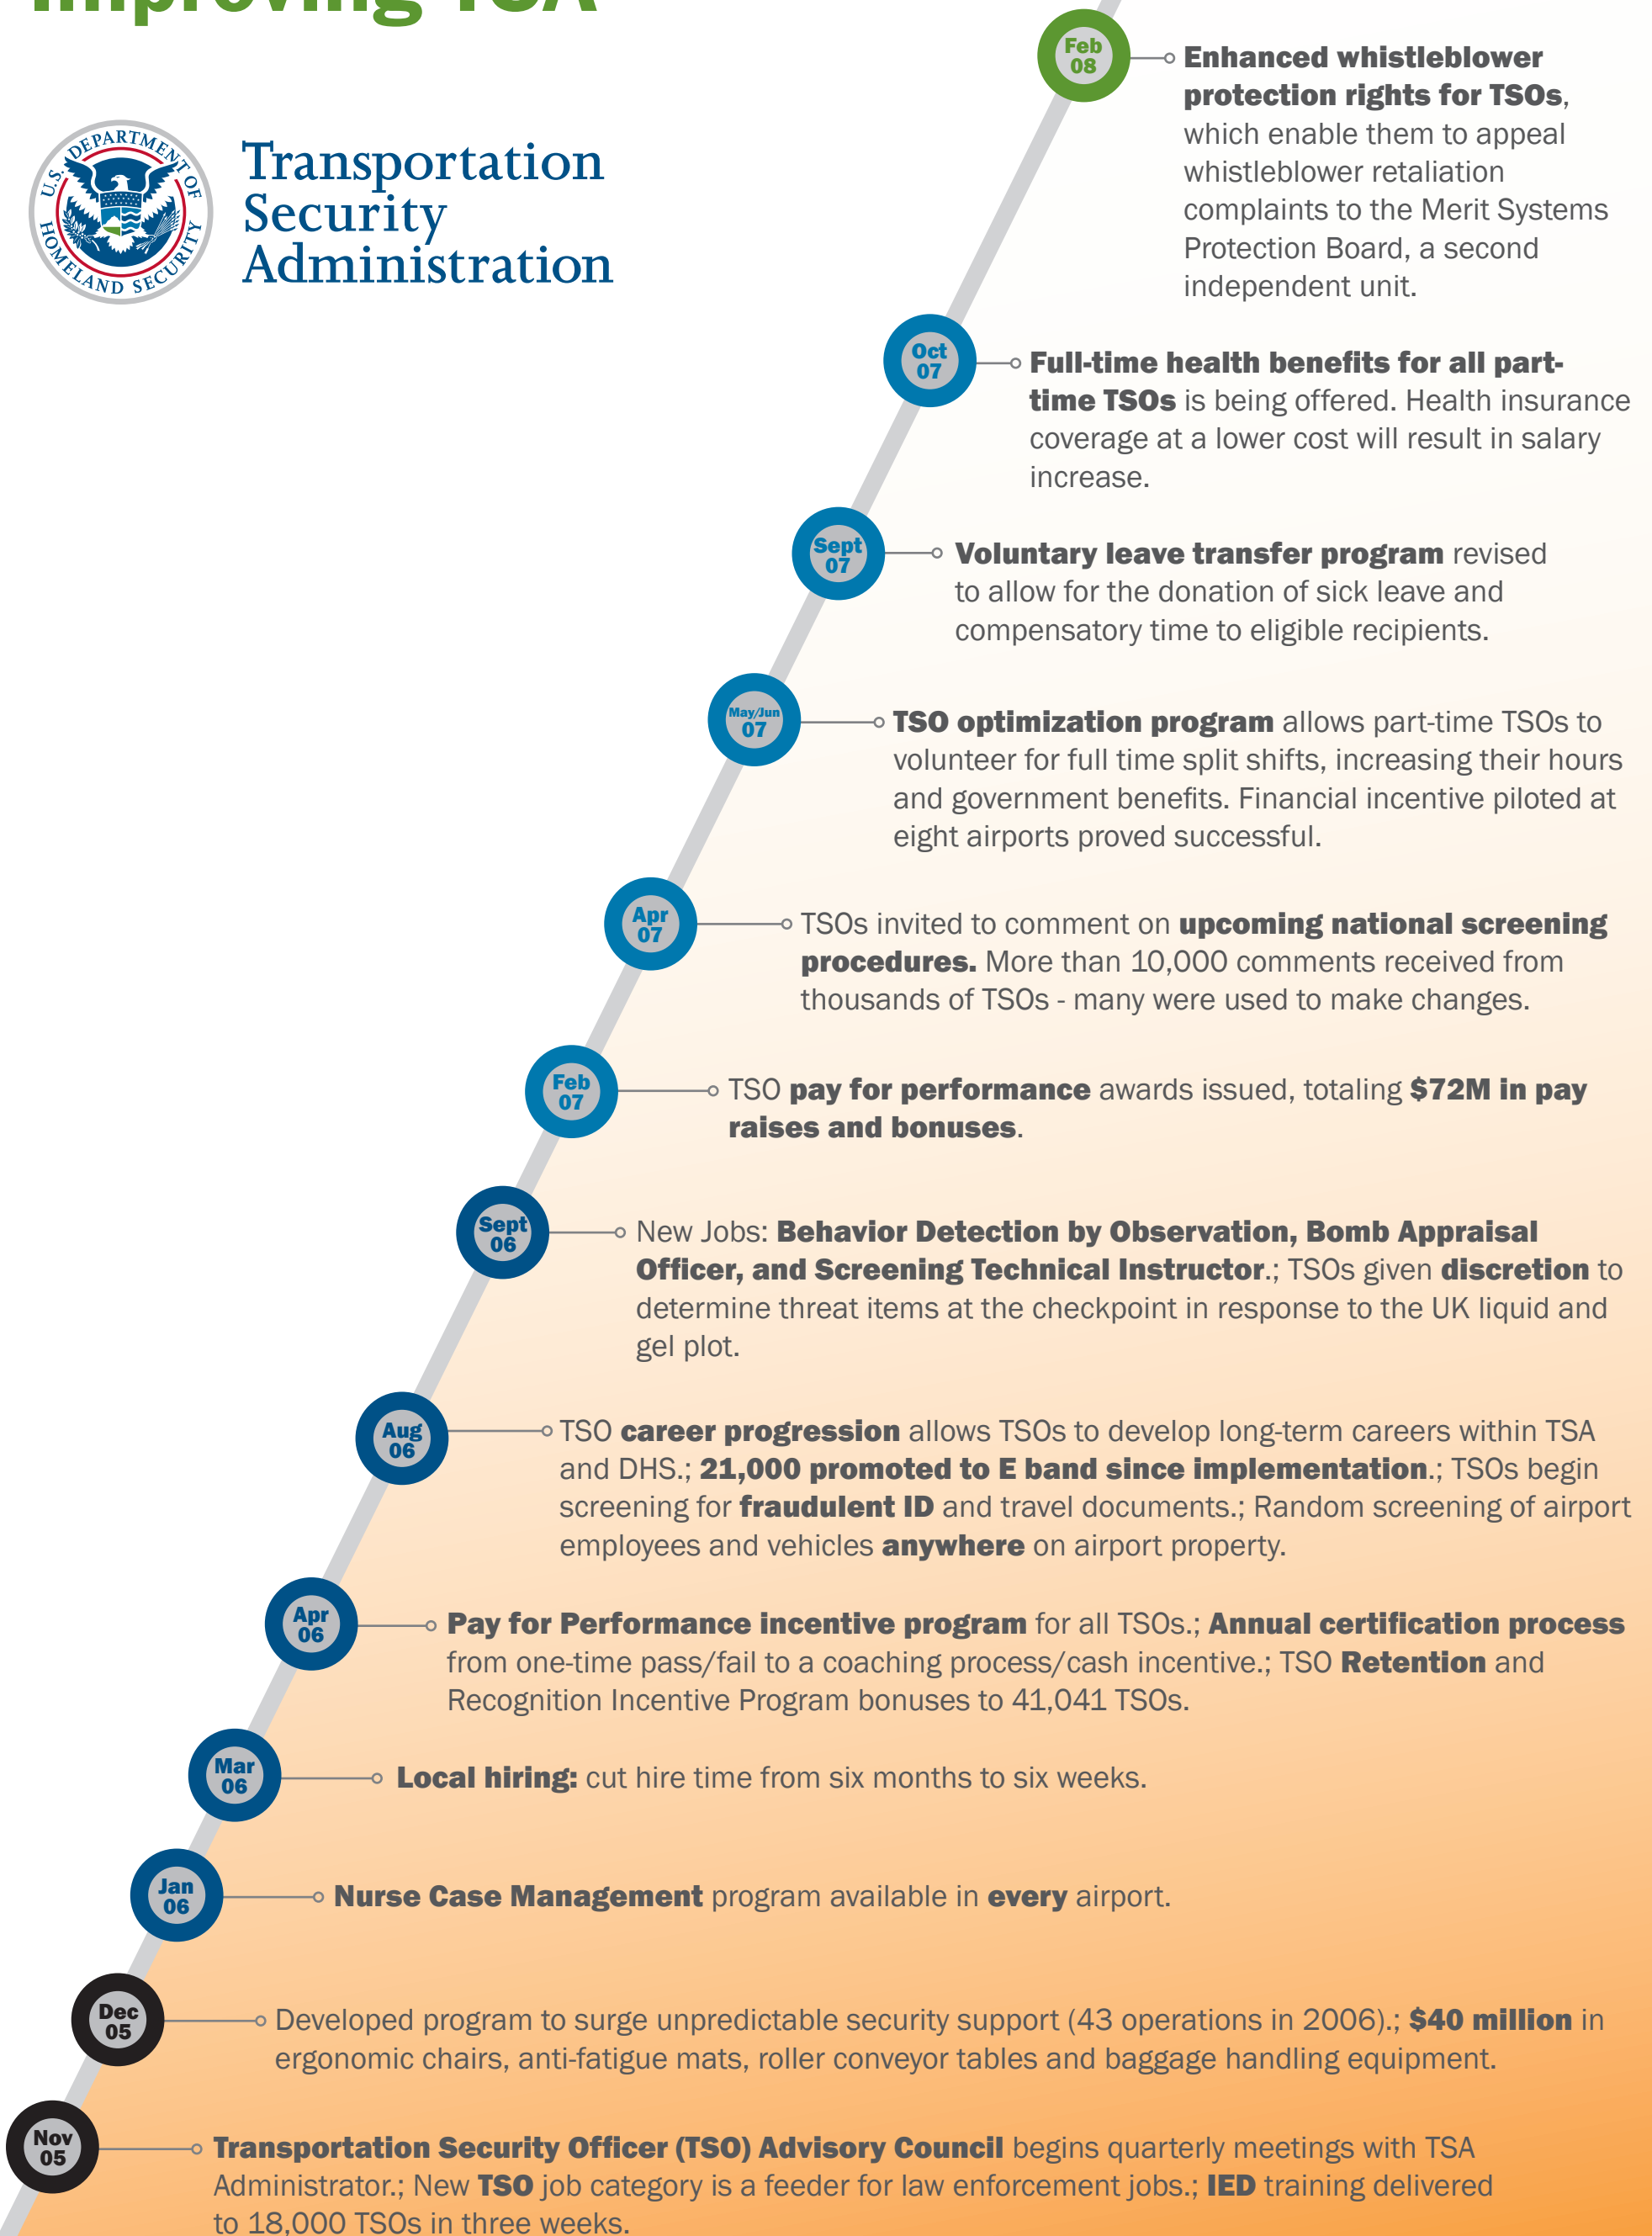 Improving TSA
U.S. DEPARTMENT OF
HOMELAND SECURITY
Transportation
Security
Administration
Feb
08
Enhanced whistleblower
protection rights for TSOs,
which enable them to appeal
whistleblower retaliation
complaints to the Merit Systems
Protection Board, a second
independent unit.
Oct
07
Full-time health benefits for all part-
time TSOs is being offered. Health insurance
coverage at a lower cost will result in salary
increase.
Sept
07
Voluntary leave transfer program revised
to allow for the donation of sick leave and
compensatory time to eligible recipients.
May/Jun
07
TSO optimization program allows part-time TSOs to
volunteer for full time split shifts, increasing their hours
and government benefits. Financial incentive piloted at
eight airports proved successful.
Apr
07
TSOs invited to comment on upcoming national screening
procedures. More than 10,000 comments received from
thousands of TSOs - many were used to make changes.
Feb
07
TSO pay for performance awards issued, totaling $72M in pay
raises and bonuses.
Sept
06
New Jobs: Behavior Detection by Observation, Bomb Appraisal
Officer, and Screening Technical Instructor.; TSOs given discretion to
determine threat items at the checkpoint in response to the UK liquid and
gel plot.
Aug
06
TSO career progression allows TSOs to develop long-term careers within TSA
and DHS.; 21,000 promoted to E band since implementation.; TSOs begin
screening for fraudulent ID and travel documents.; Random screening of airport
employees and vehicles anywhere on airport property.
Apr
06
Pay for Performance incentive program for all TSOs.; Annual certification process
from one-time pass/fail to a coaching process/cash incentive.; TSO Retention and
Recognition Incentive Program bonuses to 41,041 TSOs.
Mar
06
Local hiring: cut hire time from six months to six weeks.
Jan
06
Nurse Case Management program available in every airport.
Dec
05
Developed program to surge unpredictable security support (43 operations in 2006).; $40 million in
ergonomic chairs, anti-fatigue mats, roller conveyor tables and baggage handling equipment.
Nov
05
Transportation Security Officer (TSO) Advisory Council begins quarterly meetings with TSA
Administrator.; New TSO job category is a feeder for law enforcement jobs.; IED training delivered
to 18,000 TSOs in three weeks.